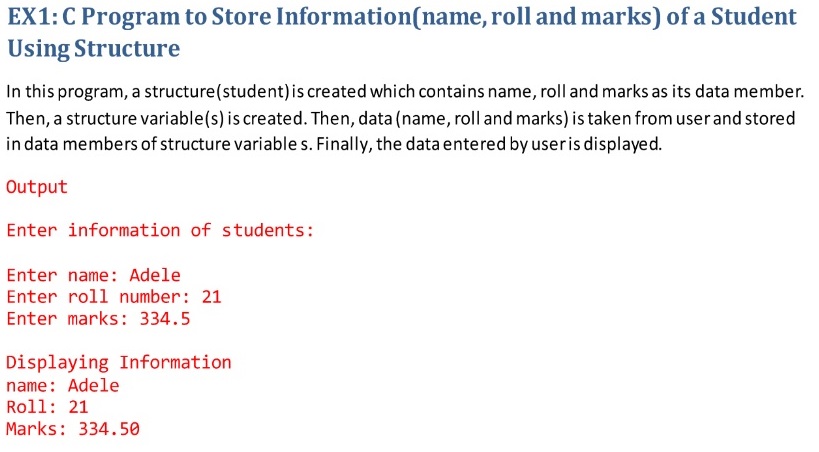 EX1: C Program to Store Information(name, roll and marks) of a Student
Using Structure
In this program, a structure(student) is created which contains name, roll and marks as its data member.
Then, a structure variable(s) is created. Then, data (name, roll and marks) is taken from user and stored
in data members of structure variable s. Finally, the data entered by user is displayed.
Output
Enter information of students:
Enter name: Adele
Enter roll number: 21
Enter marks: 334.5
Displaying Information
name: Adele
Roll: 21
Marks: 334.50